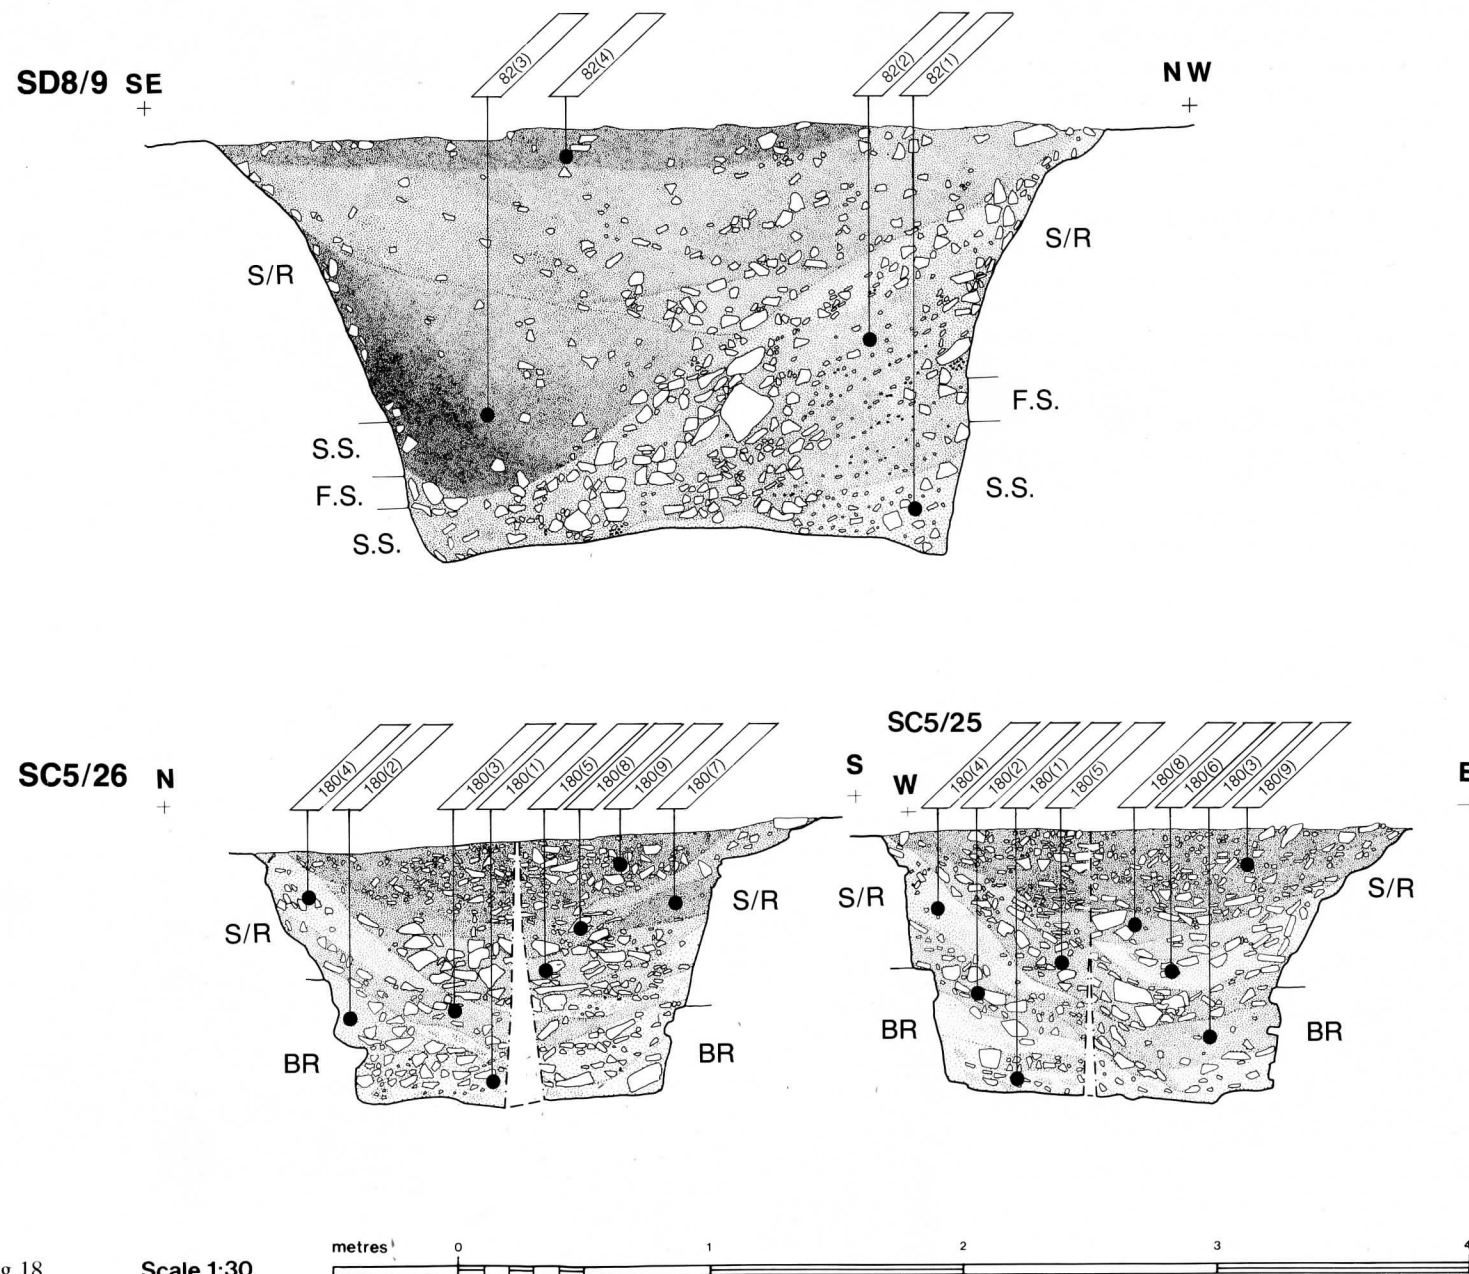 SD8/9 SE
NW
82(3)
82(4)
82(2)
82(1)
S/R
S/R
F.S.
S.S.
S.S.
F.S.
S.S.
SC5/26 N
S
180(4)
180(2)
180(3)
180(1)
180(5)
180(8)
180(9)
180(7)
S/R
S/R
BR
BR
SC5/25
W
180(4)
180(2)
180(1)
180(5)
180(8)
180(6)
180(3)
180(9)
S/R
S/R
BR
BR
metres 0 1 2 3 4
18 Scale 1:30